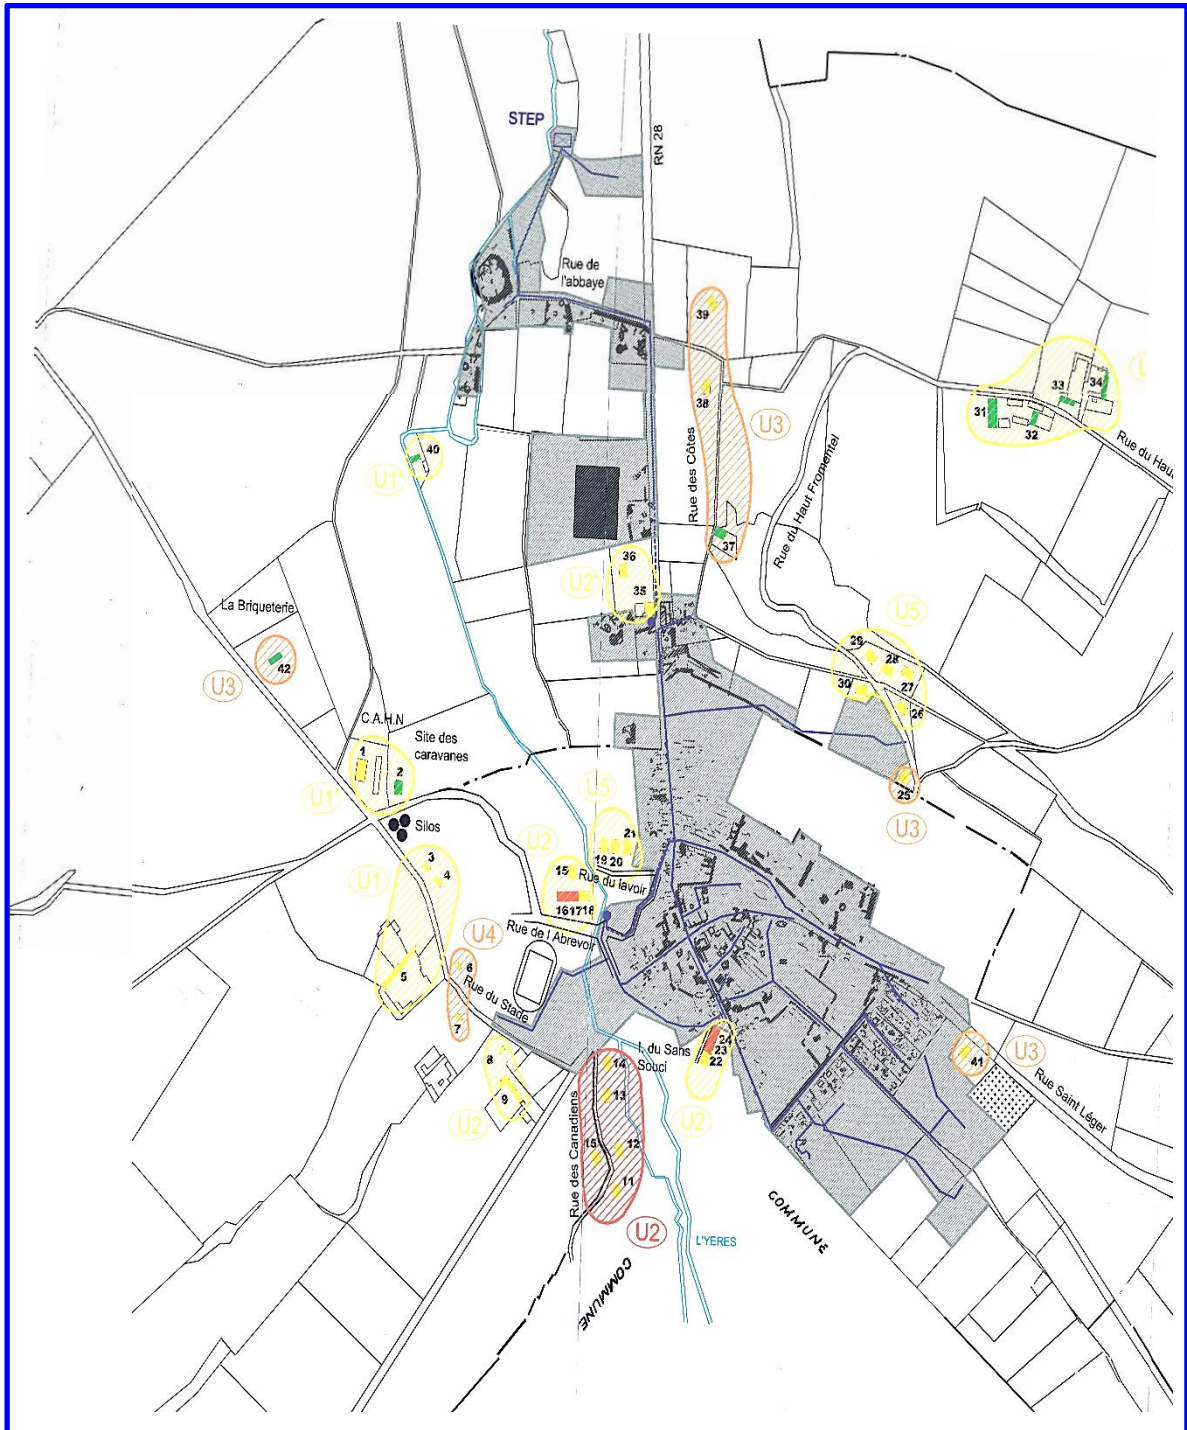 STEP
RN 28
Rue de
l'abbaye
39
38
U3
Rue des Côtes
37
33
34
31
32
U
Rue du Hau
Rue du Haut Fromentel
40
U1*
36
U2*
35
La Briqueterie
42
U3
U5
29
28
27
30
26
25
U3
C.A.H.N
Site des
caravanes
1
2
U1
Silos
U5
21
19 20
Rue du lavoir
U2
15
161718
Rue de l Abrevoir
3
4
U1
5
U4
6
Rue du Stade
7
8
9
U2
ZA
I. du Sans
Souci
24
23
22
U2
14
13
15
12
11
Rue des Canadiens
U2
41
U3
Rue Saint Léger
L'YERES
COMMUNE
COMMUNE